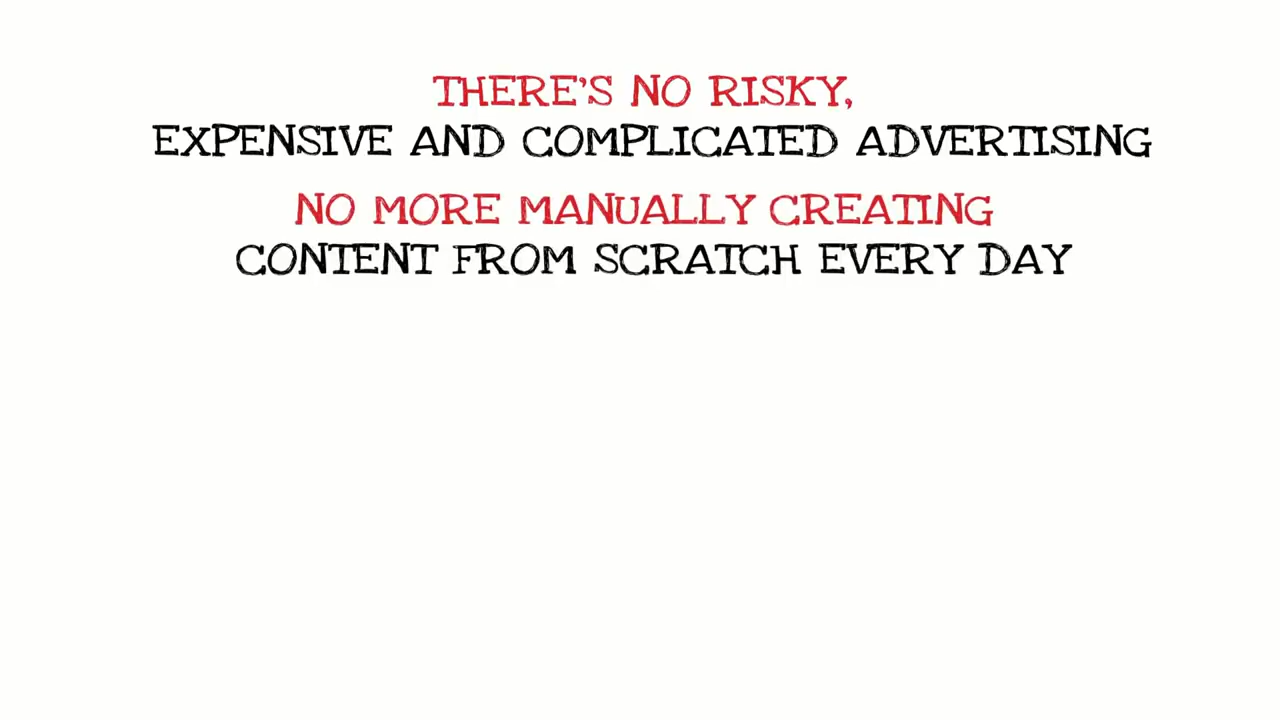 THERE'S NO RISKY,
EXPENSIVE AND COMPLICATED ADVERTISING
NO MORE MANUALLY CREATING
CONTENT FROM SCRATCH EVERY DAY